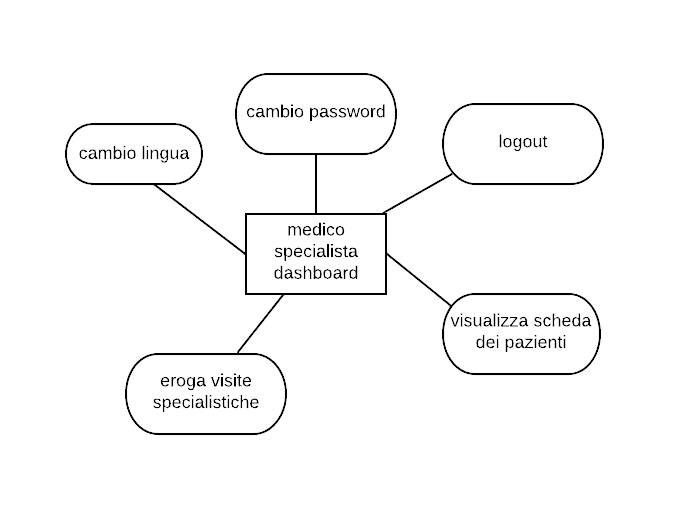 cambio password
logout
cambio lingua
medico
specialista
dashboard
visualizza scheda
dei pazienti
eroga visite
specialistiche